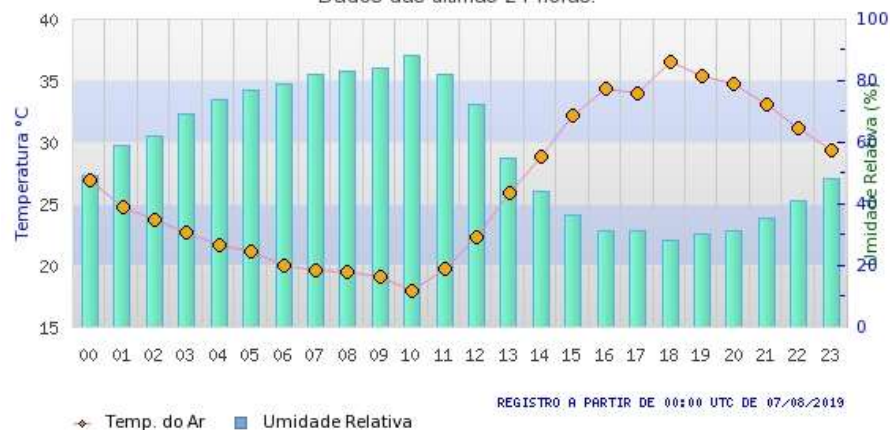 Dados das últimas 24 horas.
40
35
30
25
20
15
Temperatura °C
100
80
60
40
20
0
Umidade Relativa (%)
00 01 02 03 04 05 06 07 08 09 10 11 12 13 14 15 16 17 18 19 20 21 22 23
REGISTRO A PARTIR DE 00:00 UTC DE 07/08/2019
Temp. do Ar Umidade Relativa